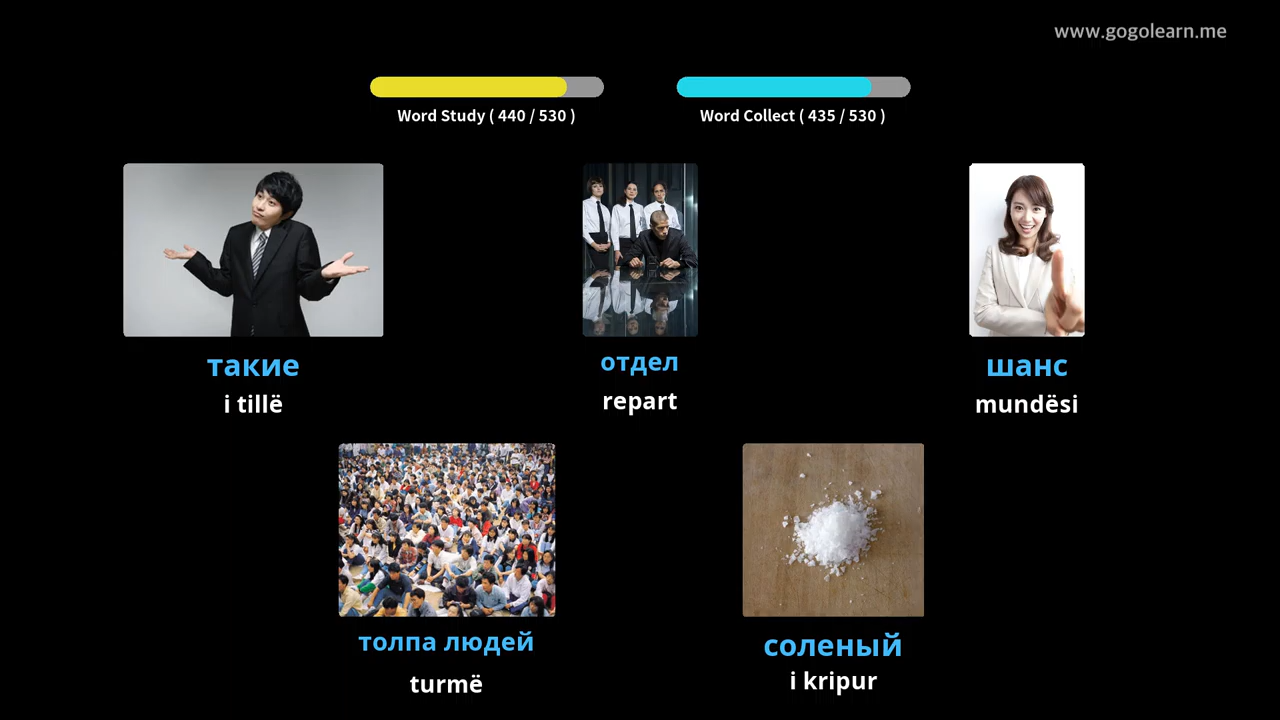 www.gogolearn.me
Word Study ( 440 / 530 )
Word Collect ( 435 / 530 )
такие
i tillë
отдел
repart
шанс
mundësi
толпа людей
turmë
соленый
i kripur